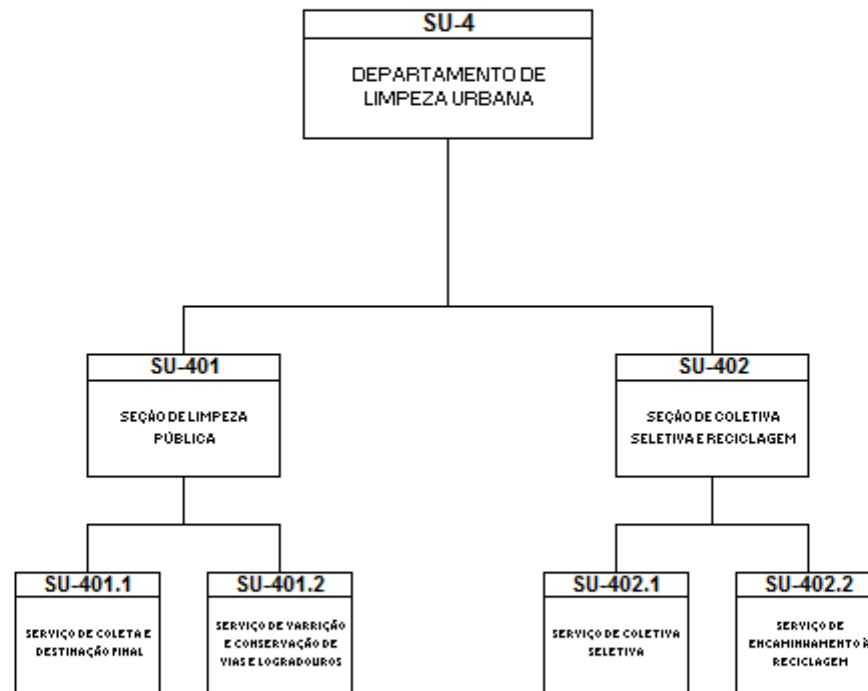 SU-4
DEPARTAMENTO DE
LIMPEZA URBANA
SU-401
SEÇÃO DE LIMPEZA
PÚBLICA
SU-402
SEÇÃO DE COLETIVA
SELETIVA E RECICLAGEM
SU-401.1
SERVIÇO DE COLETA E
DESTINAÇÃO FINAL
SU-401.2
SERVIÇO DE VARRIÇÃO
E CONSERVAÇÃO DE
VIAS E LOGRADOUROS
SU-402.1
SERVIÇO DE COLETIVA
SELETIVA
SU-402.2
SERVIÇO DE
ENCAMINHAMENTO À
RECICLAGEM